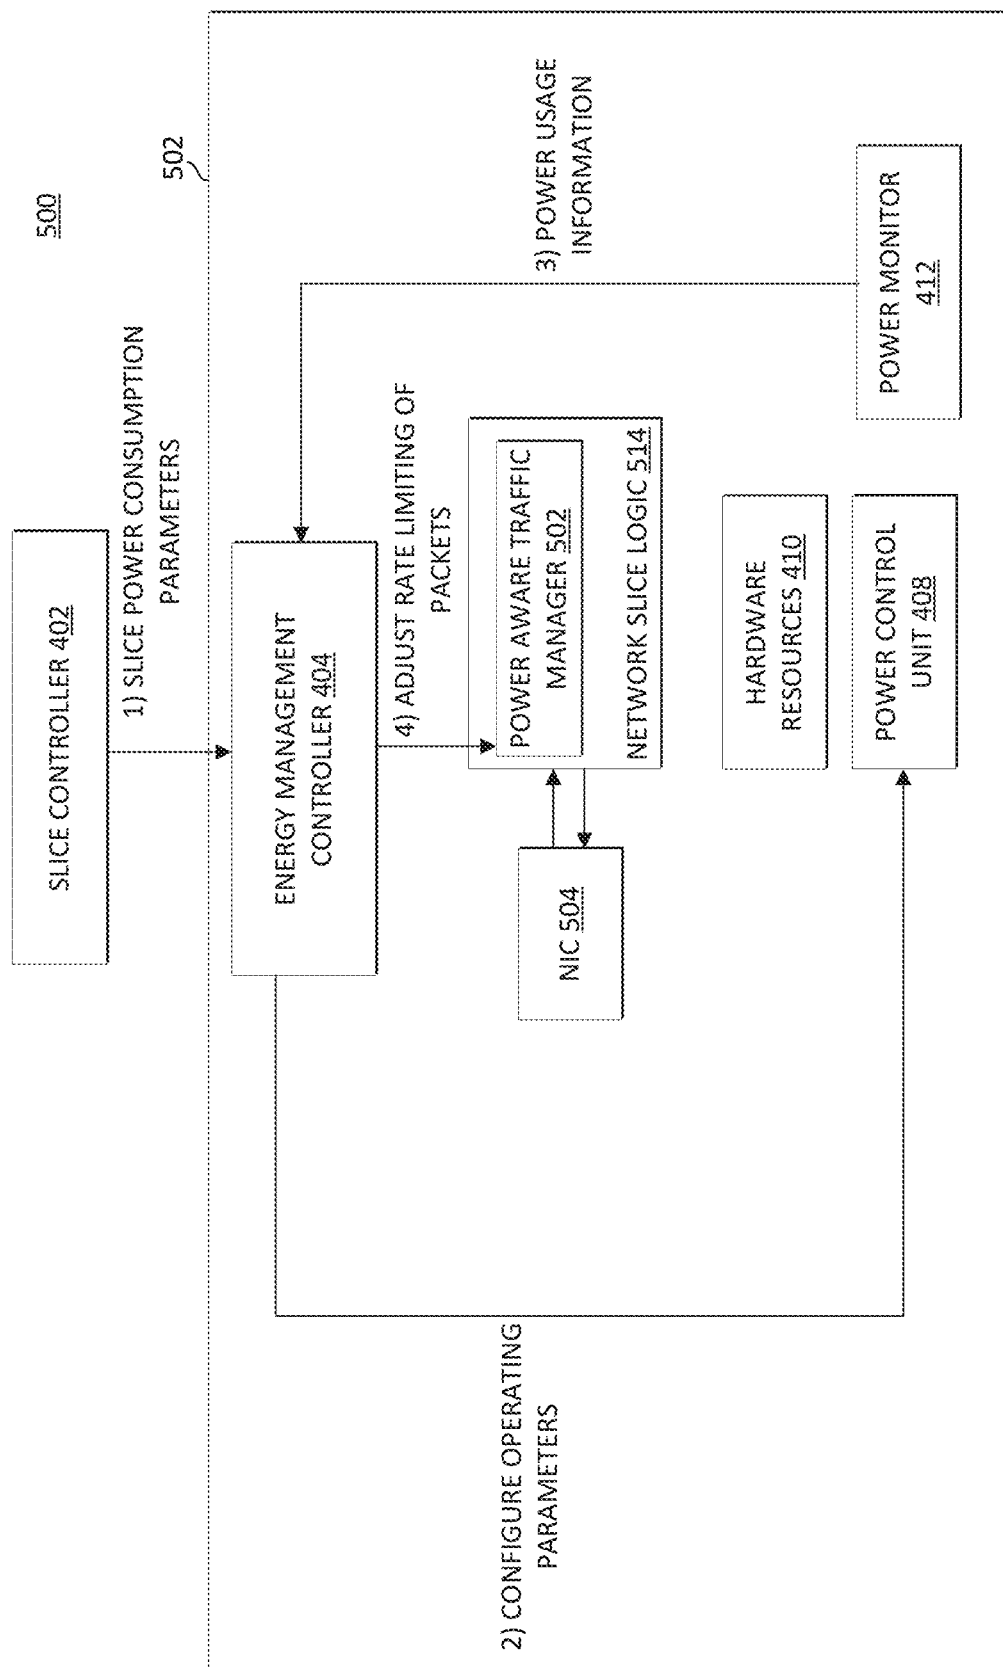 500
502
SLICE CONTROLLER 402
1) SLICE POWER CONSUMPTION
PARAMETERS
ENERGY MANAGEMENT
CONTROLLER 404
3) POWER USAGE
INFORMATION
4) ADJUST RATE LIMITING OF
PACKETS
2) CONFIGURE OPERATING
PARAMETERS
NIC 504
POWER AWARE TRAFFIC
MANAGER 502
NETWORK SLICE LOGIC 514
HARDWARE
RESOURCES 410
POWER CONTROL
UNIT 408
POWER MONITOR
412